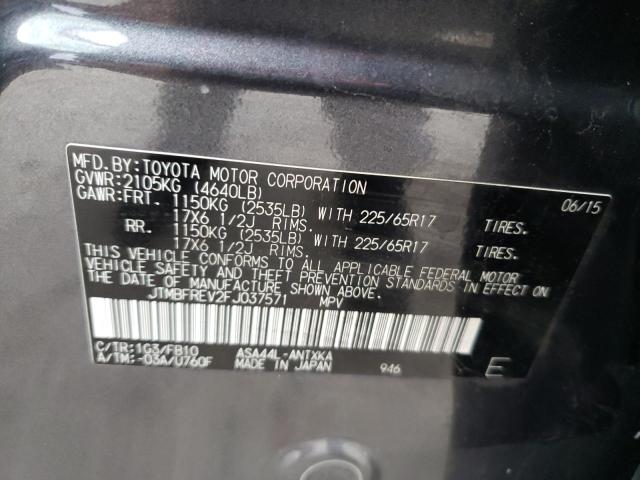 MFD.BY:TOYOTA MOTOR CORPORATION 06/15
GVWR:2105KG (4640LB)
GAWR:FRT. 1150KG (2535LB) WITH 225/65R17 TIRES.
17X6 1/2J RIMS.
RR. 1150KG (2535LB) WITH 225/65R17 TIRES.
17X6 1/2J RIMS.
THIS VEHICLE CONFORMS TO ALL APPLICABLE FEDERAL MOTOR
VEHICLE SAFETY AND THEFT PREVENTION STANDARDS IN EFFECT ON
THE DATE OF MANUFACTURE SHOWN ABOVE.
JTMBFREV2FJ037571 MPV
C/TR:1G3/FB10 ASA44L-ANTXKA
A/TM:-03A/U760F MADE IN JAPAN 946 E